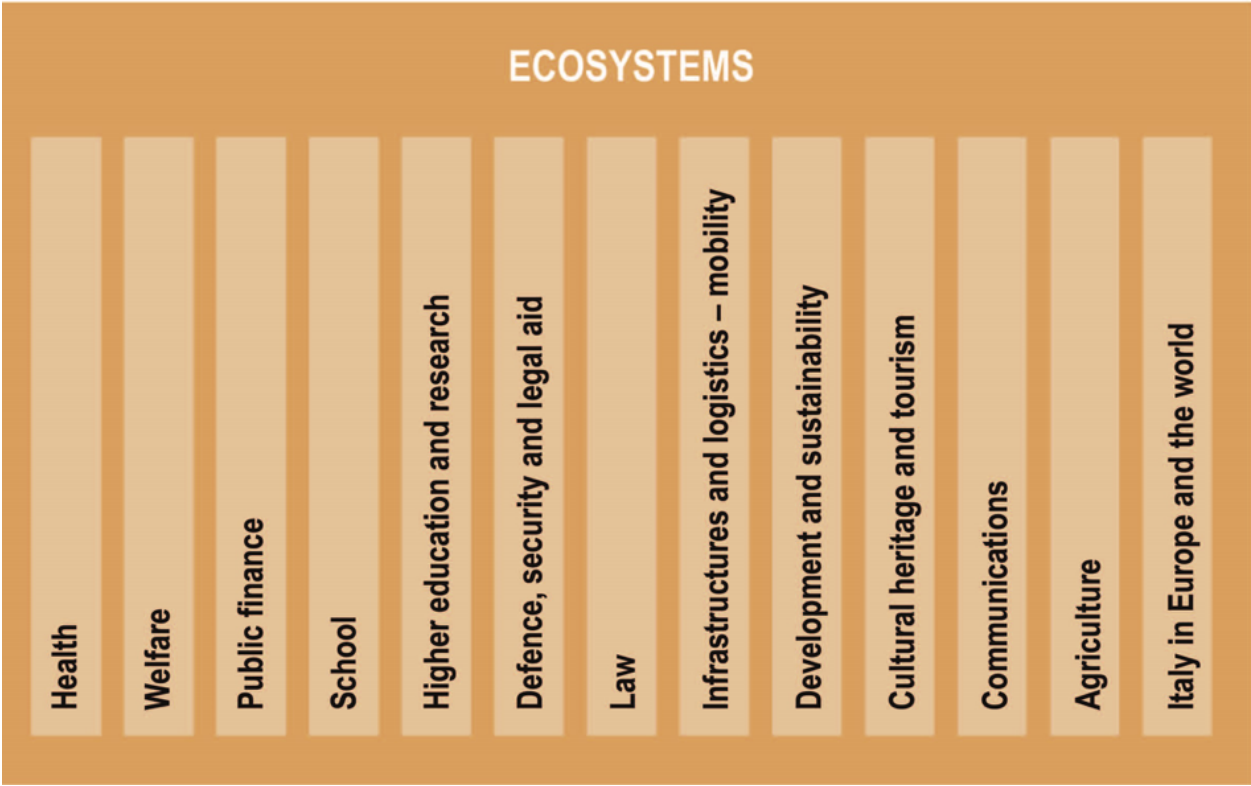 ECOSYSTEMS
Health
Welfare
Public finance
School
Higher education and research
Defence, security and legal aid
Law
Infrastructures and logistics – mobility
Development and sustainability
Cultural heritage and tourism
Communications
Agriculture
Italy in Europe and the world